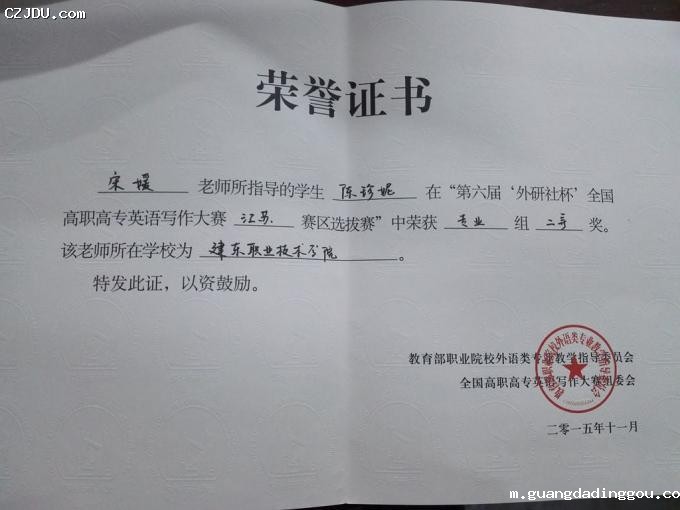 CZJDU.com
荣誉证书
宋媛 老师所指导的学生 陈珍妮 在“第六届‘外研社杯’全国
高职高专英语写作大赛 江苏 赛区选拔赛”中荣获 专业 组 二等 奖。
该老师所在学校为 建东职业技术学院。
特发此证，以资鼓励。
教育部职业院校外语类专业教学指导委员会
全国高职高专英语写作大赛组委会
二零一五年十一月
m.guangdadinggou.com